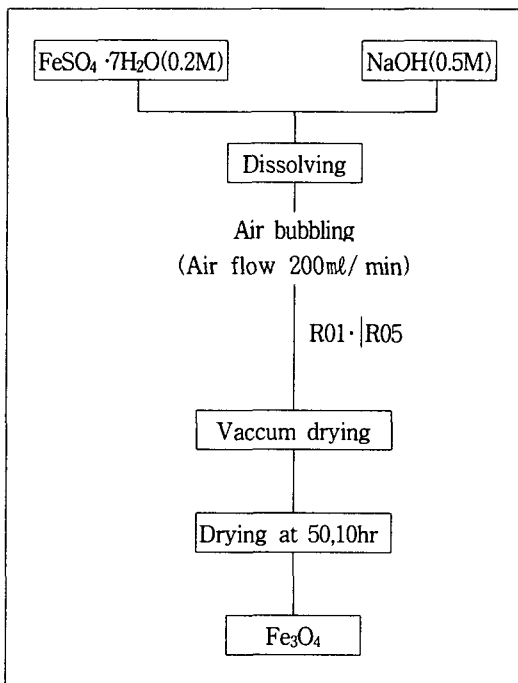 FeSO₄ ·7H₂O(0.2M)
NaOH(0.5M)
Dissolving
Air bubbling
(Air flow 200㎖/ min)
R01·|R05
Vaccum drying
Drying at 50,10hr
Fe₃O₄